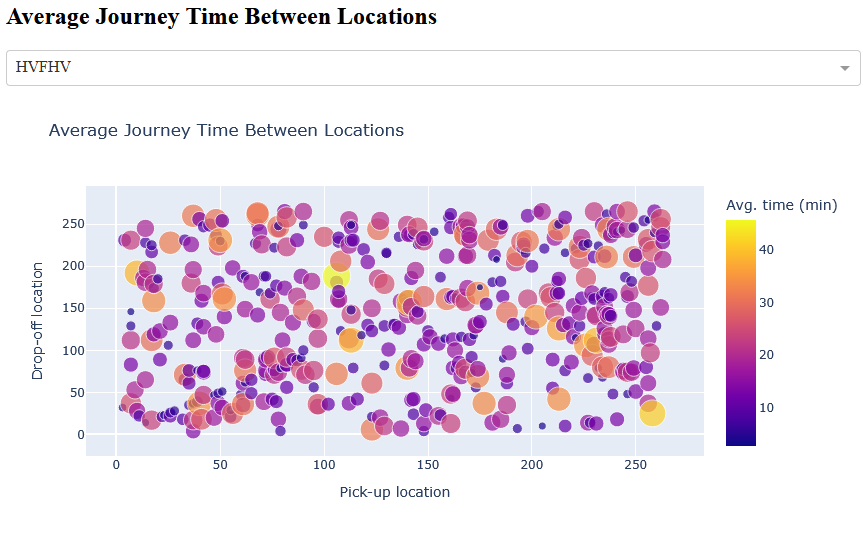 Average Journey Time Between Locations
HVFHV
Average Journey Time Between Locations
Avg. time (min)
250
200
150
100
50
0
Drop-off location
0 50 100 150 200 250
Pick-up location
40
30
20
10